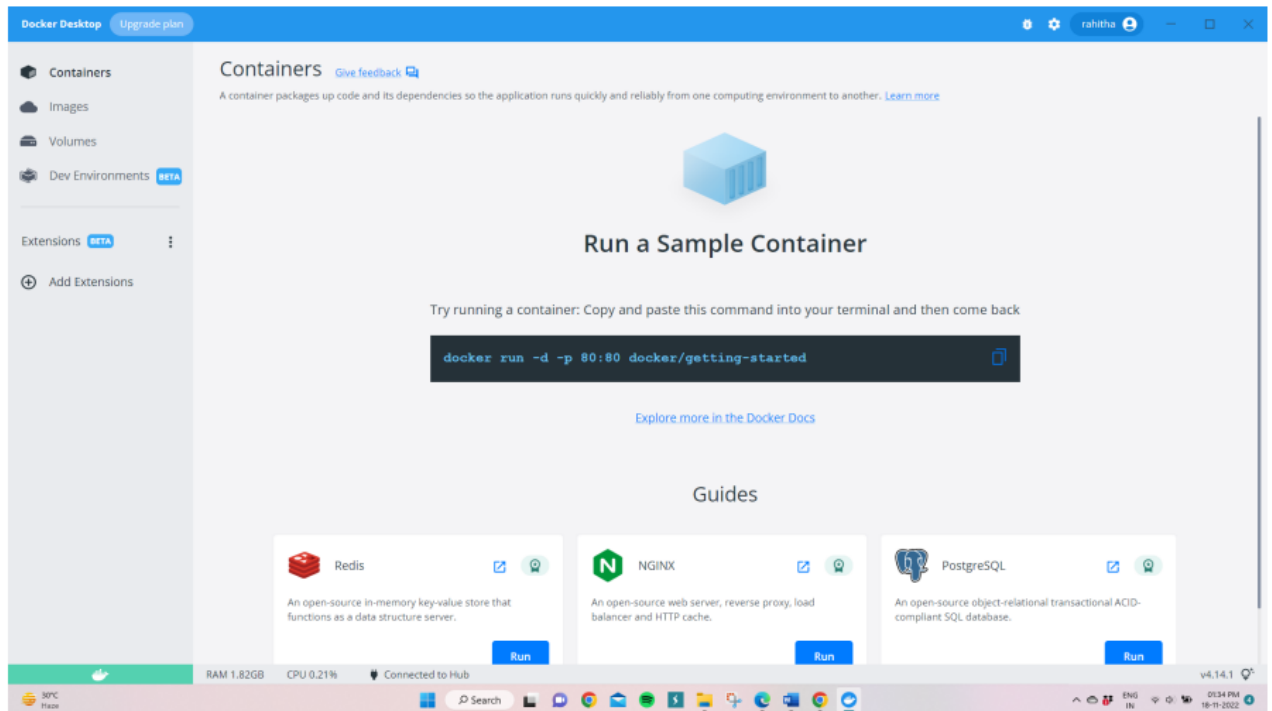 Docker Desktop Upgrade plan rahitha
Containers
Images
Volumes
Dev Environments BETA
Extensions BETA
Add Extensions
Containers Give feedback
A container packages up code and its dependencies so the application runs quickly and reliably from one computing environment to another. Learn more
Run a Sample Container
Try running a container: Copy and paste this command into your terminal and then come back
docker run -d -p 80:80 docker/getting-started
Explore more in the Docker Docs
Guides
Redis
An open-source in-memory key-value store that
functions as a data structure server.
Run
NGINX
An open-source web server, reverse proxy, load
balancer and HTTP cache.
Run
PostgreSQL
An open-source object-relational transactional ACID-
compliant SQL database.
Run
RAM 1.82GB CPU 0.21% Connected to Hub v4.14.1
30°C
Haze
Search
ENG
IN
01:34 PM
18-11-2022